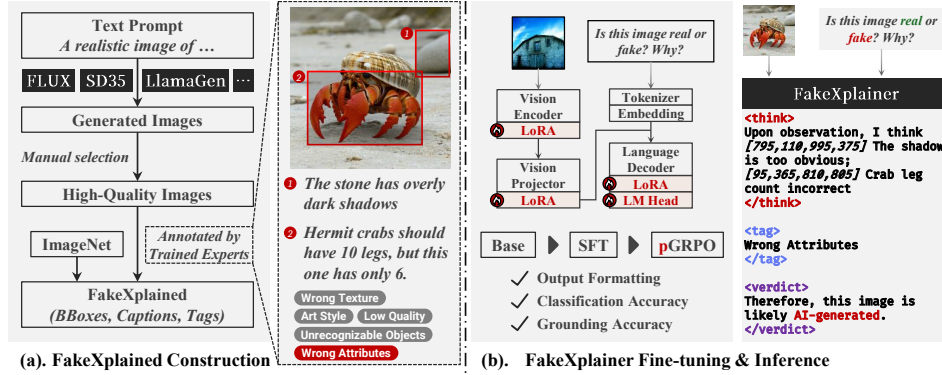 Text Prompt
A realistic image of …
FLUX SD35 LlamaGen ···
Generated Images
Manual selection
High-Quality Images
ImageNet
Annotated by
Trained Experts
FakeXplained
(BBoxes, Captions, Tags)
(a). FakeXplained Construction
1
2
1 The stone has overly
dark shadows
2 Hermit crabs should
have 10 legs, but this
one has only 6.
Wrong Texture
Art Style Low Quality
Unrecognizable Objects
Wrong Attributes
Is this image real or
fake? Why?
Vision
Encoder
LoRA
Tokenizer
Embedding
Vision
Projector
LoRA
Language
Decoder
LoRA
LM Head
Base SFT pGRPO
Output Formatting
Classification Accuracy
Grounding Accuracy
(b). FakeXplainer Fine-tuning & Inference
Is this image real or
fake? Why?
FakeXplainer
<think>
Upon observation, I think
[795,110,995,375] The shadow
is too obvious;
[95,365,810,805] Crab leg
count incorrect
</think>
<tag>
Wrong Attributes
</tag>
<verdict>
Therefore, this image is
likely AI-generated.
</verdict>